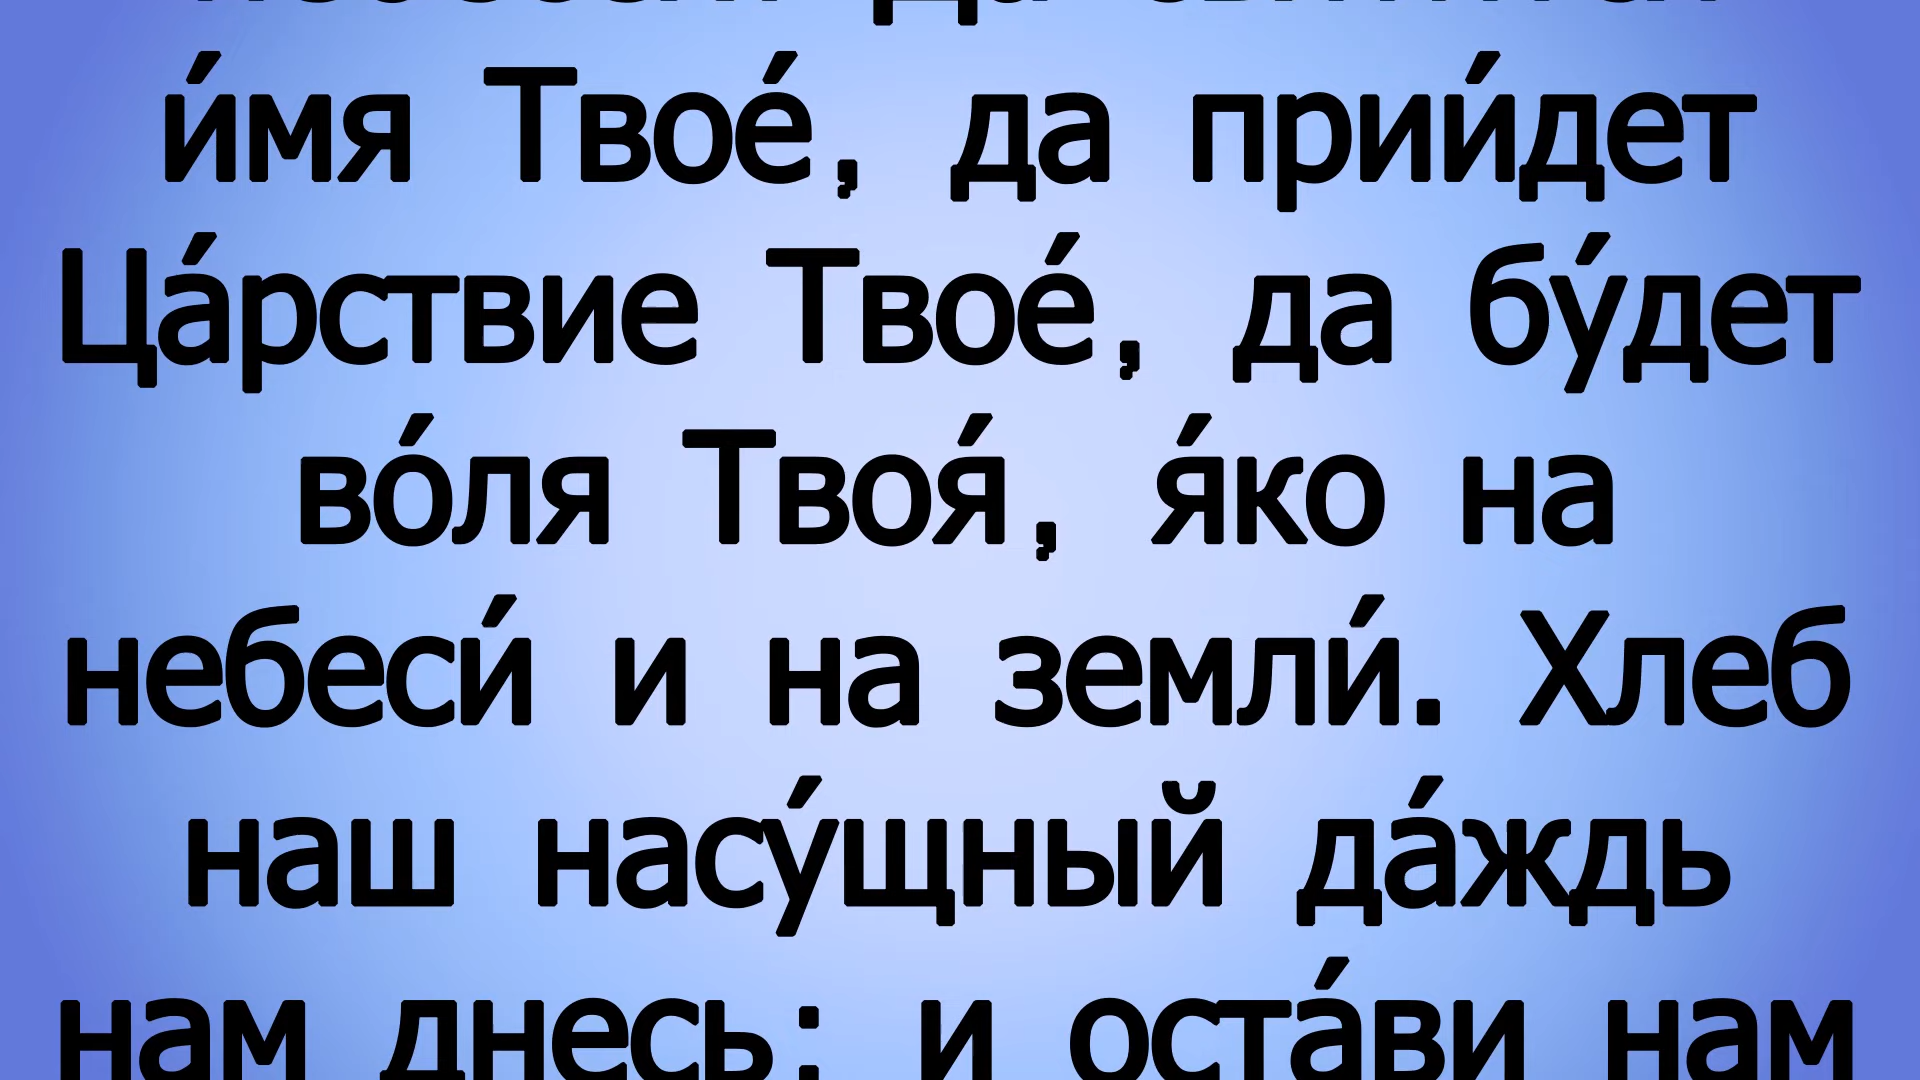 и́мя Твое́, да прии́дет
Ца́рствие Твое́, да бу́дет
во́ля Твоя́, я́ко на
небеси́ и на земли́. Хлеб
наш насу́щный да́ждь
нам днесь; и оста́ви нам